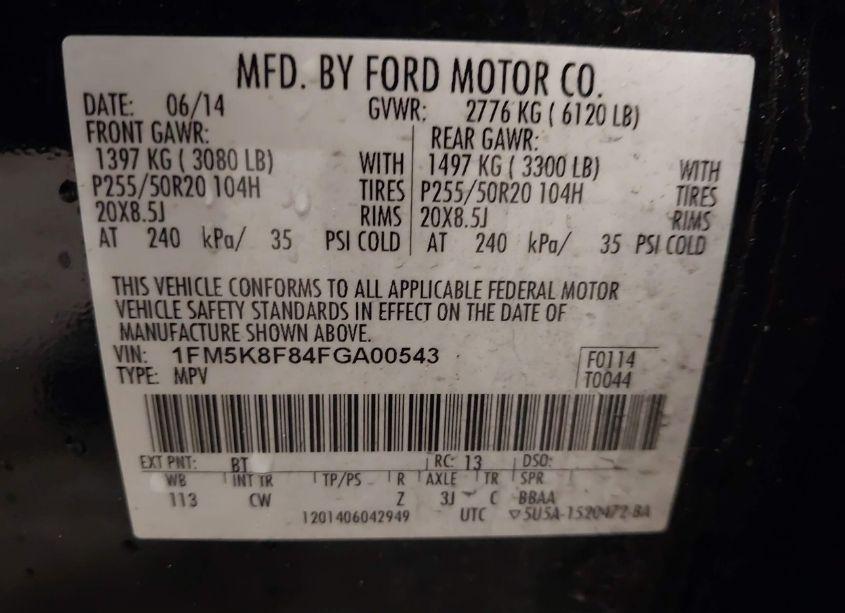 MFD. BY FORD MOTOR CO.
DATE: 06/14 GVWR: 2776 KG ( 6120 LB)
FRONT GAWR: REAR GAWR:
1397 KG ( 3080 LB) WITH 1497 KG ( 3300 LB) WITH
P255/50R20 104H TIRES P255/50R20 104H TIRES
20X8.5J RIMS 20X8.5J RIMS
AT 240 kPa/ 35 PSI COLD AT 240 kPa/ 35 PSI COLD
THIS VEHICLE CONFORMS TO ALL APPLICABLE FEDERAL MOTOR
VEHICLE SAFETY STANDARDS IN EFFECT ON THE DATE OF
MANUFACTURE SHOWN ABOVE.
VIN: 1FM5K8F84FGA00543 F0114
TYPE: MPV T0044
EXT PNT: BT RC: 13 DSO:
WB INT TR TP/PS R AXLE TR SPR
113 CW Z 3J C BBAA
1201406042949 UTC ▽5U5A-1520472-BA